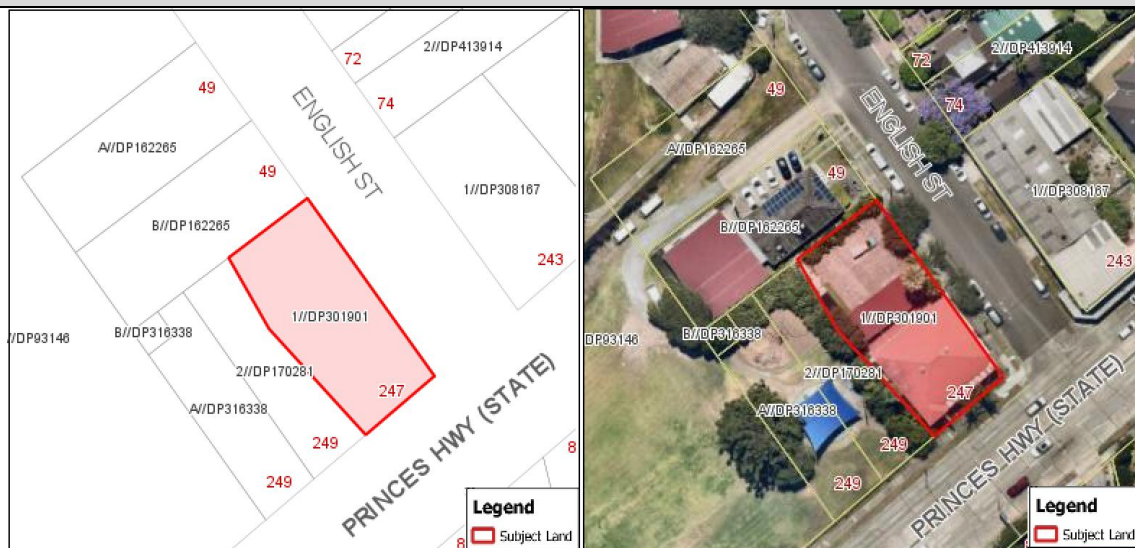 2//DP413914
72
49
74
ENGLISH ST
A//DP162265
49
1//DP308167
B//DP162265
243
1//DP301901
B//DP316338
//DP93146
2//DP170281
247
A//DP316338
249
249
PRINCES HWY (STATE)
8
8
Legend
Subject Land
2//DP413914
72
49
74
ENGLISH ST
A//DP162265
49
1//DP308167
B//DP162265
243
1//DP301901
B//DP316338
DP93146
2//DP170281
247
A//DP316338
249
249
PRINCES HWY (STATE)
Legend
Subject Land